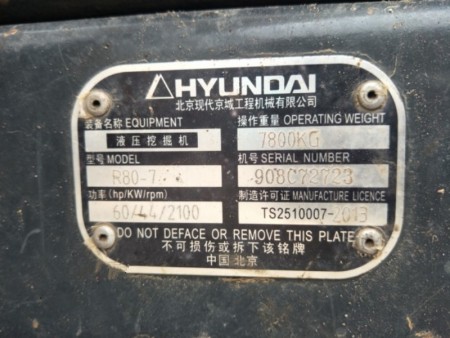 HYUNDAI
北京现代京城工程机械有限公司
装备名称 EQUIPMENT
操作重量 OPERATING WEIGHT
液压挖掘机
7800KG
型号 MODEL
机号 SERIAL NUMBER
R80-7
功率 (hp/KW/rpm)
制造许可证 MANUFACTURE LICENCE
60/44/2100
TS2510007-2013
DO NOT DEFACE OR REMOVE THIS PLATE
不可损伤或拆下该铭牌
中国 北京